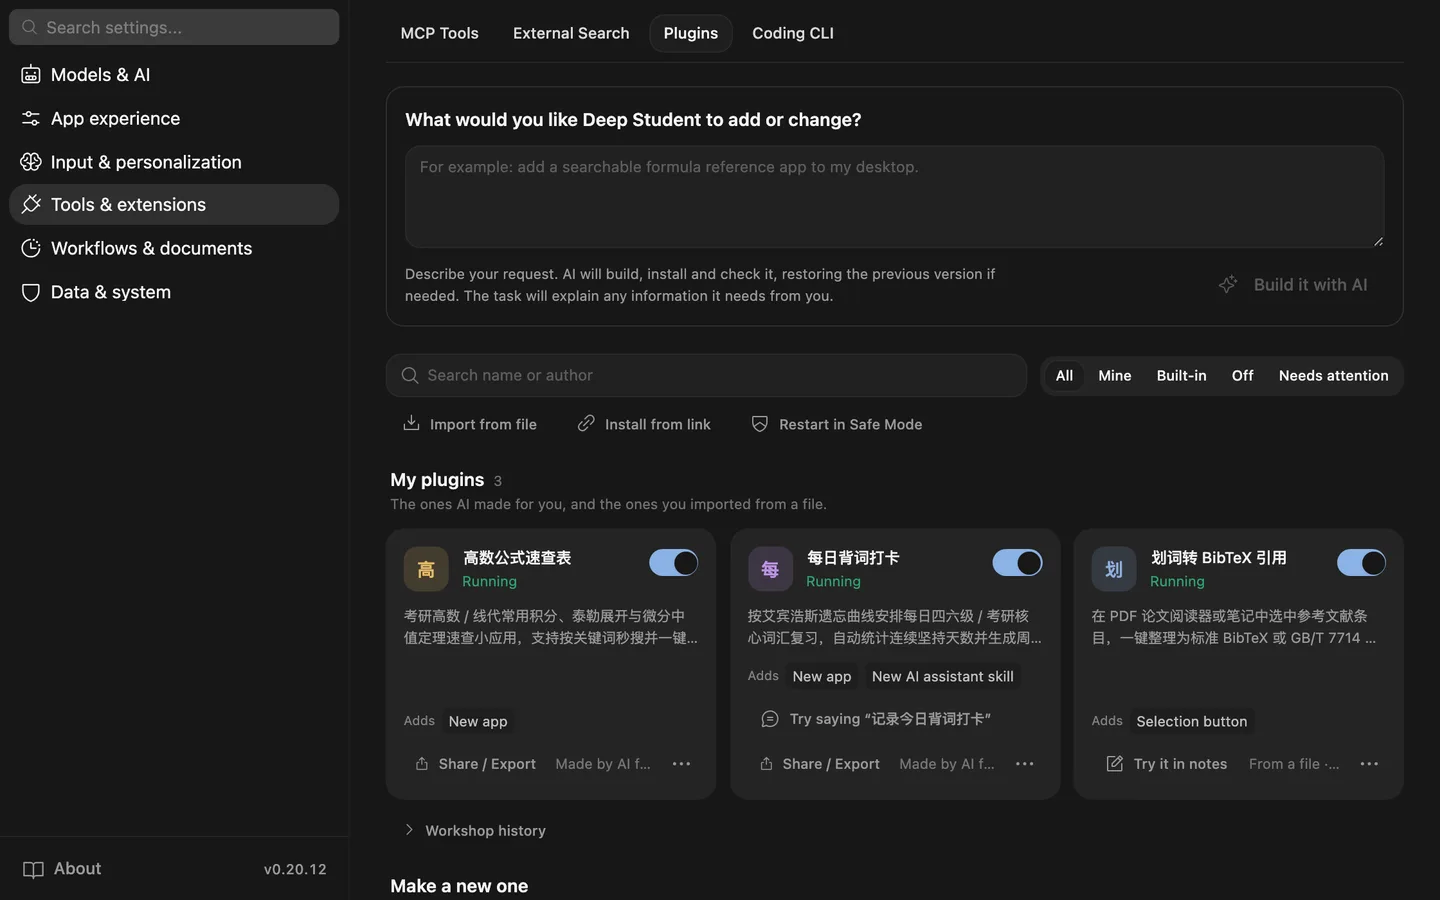 Search settings...
Models & AI
App experience
Input & personalization
Tools & extensions
Workflows & documents
Data & system
About
v0.20.12
MCP Tools
External Search
Plugins
Coding CLI
What would you like Deep Student to add or change?
For example: add a searchable formula reference app to my desktop.
Describe your request. AI will build, install and check it, restoring the previous version if
needed. The task will explain any information it needs from you.
Build it with AI
Search name or author
All
Mine
Built-in
Off
Needs attention
Import from file
Install from link
Restart in Safe Mode
My plugins 3
The ones AI made for you, and the ones you imported from a file.
高
高数公式速查表
Running
考研高数 / 线代常用积分、泰勒展开与微分中
值定理速查小应用，支持按关键词秒搜并一键...
Adds New app
Share / Export
Made by AI f...
每
每日背词打卡
Running
按艾宾浩斯遗忘曲线安排每日四六级 / 考研核
心词汇复习，自动统计连续坚持天数并生成周...
Adds New app New AI assistant skill
Try saying “记录今日背词打卡”
Share / Export
Made by AI f...
划
划词转 BibTeX 引用
Running
在 PDF 论文阅读器或笔记中选中参考文献条
目，一键整理为标准 BibTeX 或 GB/T 7714 ...
Adds Selection button
Try it in notes
From a file ·...
Workshop history
Make a new one